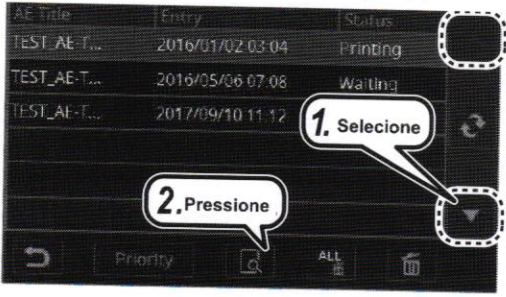 AE Title Entry Status
TEST_AE-T... 2016/01/02 03:04 Printing
TEST_AE-T... 2016/05/06 07:08 Waiting
TEST_AE-T... 2017/09/10 11:12
1. Selecione
2. Pressione
Priority ALL